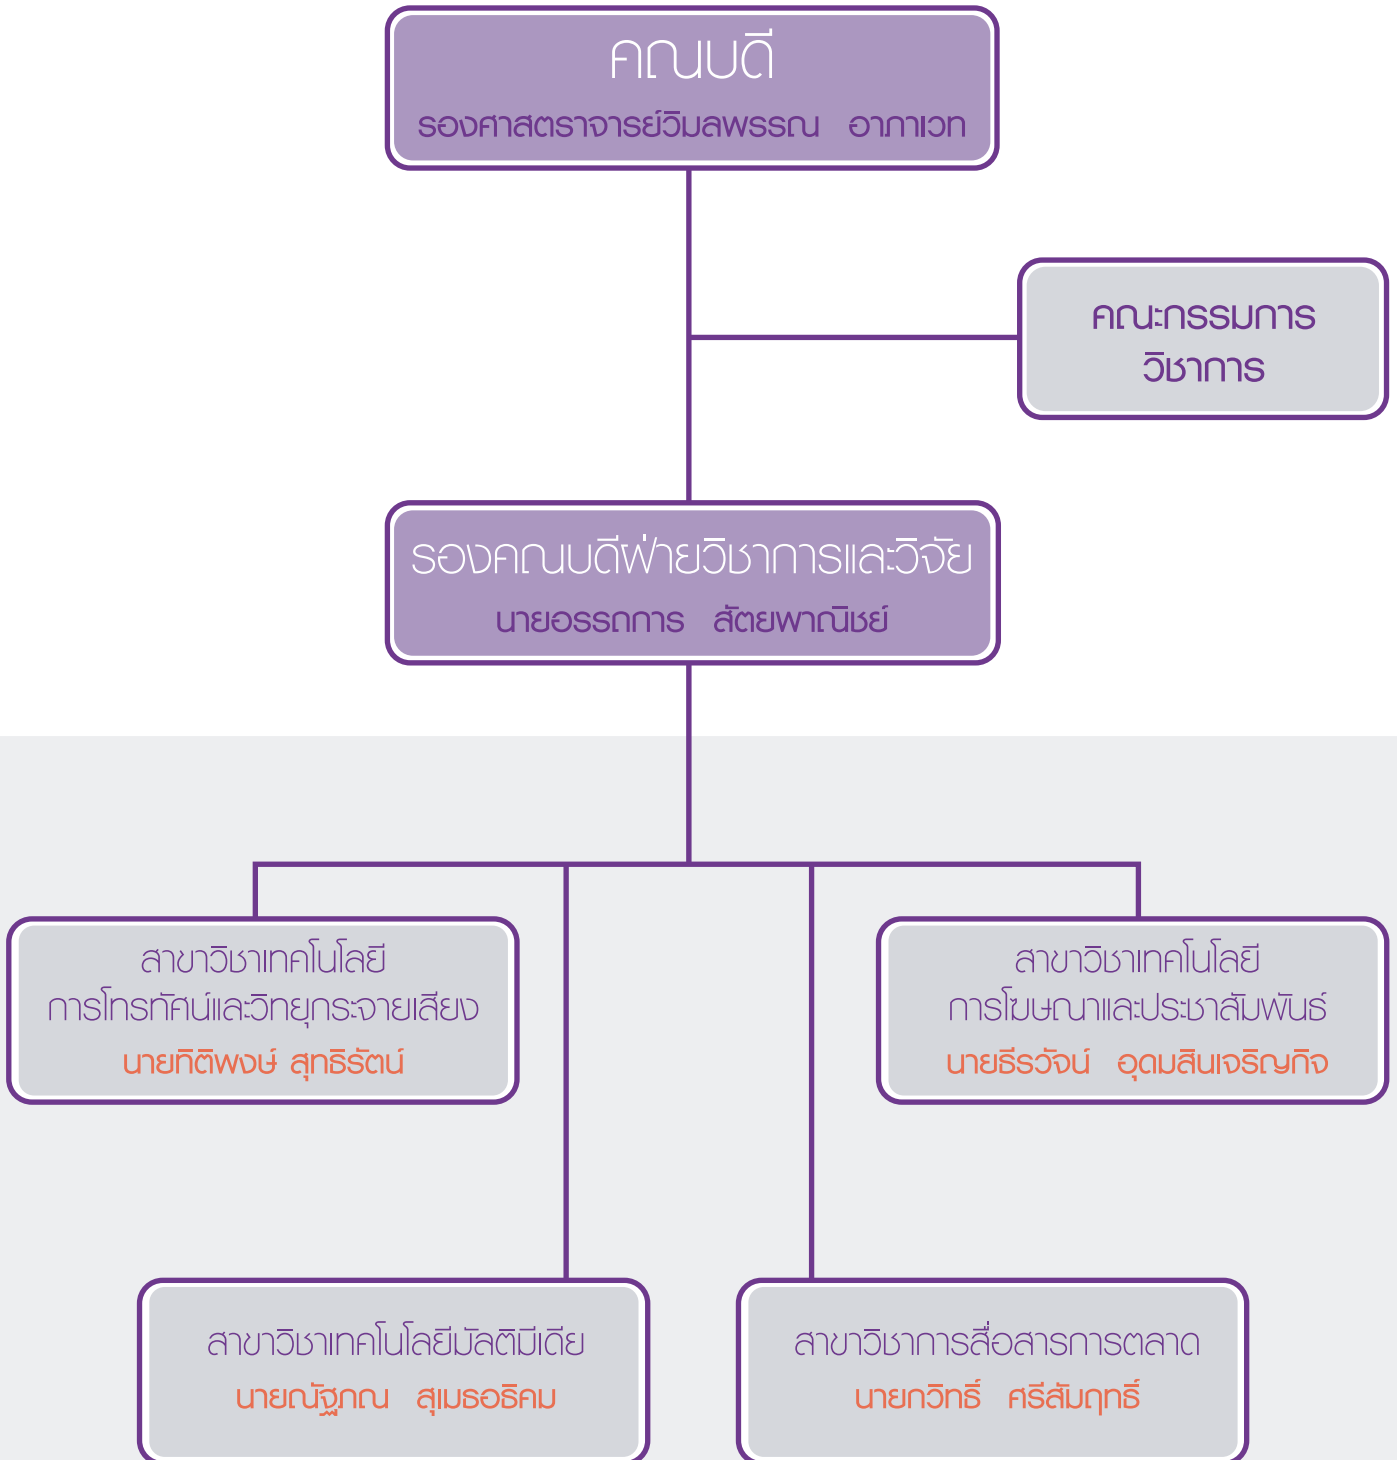 คณบดี
รองศาสตราจารย์วิมลพรรณ อาภาเวท
คณะกรรมการ
วิชาการ
รองคณบดีฝ่ายวิชาการและวิจัย
นายอรรถการ สัตยพาณิชย์
สาขาวิชาเทคโนโลยี
การโทรทัศน์และวิทยุกระจายเสียง
นายทิติพงษ์ สุทธิรัตน์
สาขาวิชาเทคโนโลยี
การโฆษณาและประชาสัมพันธ์
นายธีรวัจน์ อุดมสินเจริญกิจ
สาขาวิชาเทคโนโลยีมัลติมีเดีย
นายณัฐภณ สุเมธอธิคม
สาขาวิชาการสื่อสารการตลาด
นายกวิทธิ์ ศรีสัมฤทธิ์